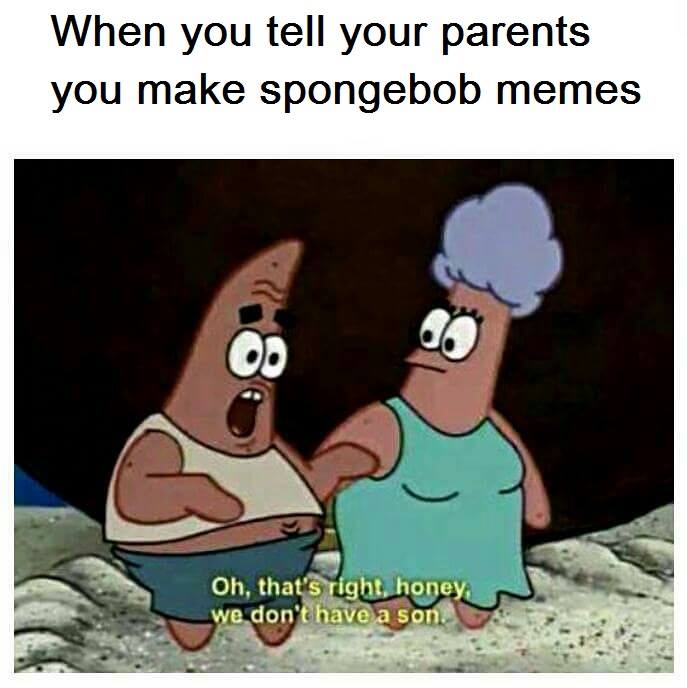 When you tell your parents
you make spongebob memes
Oh, that's right, honey,
we don't have a son.